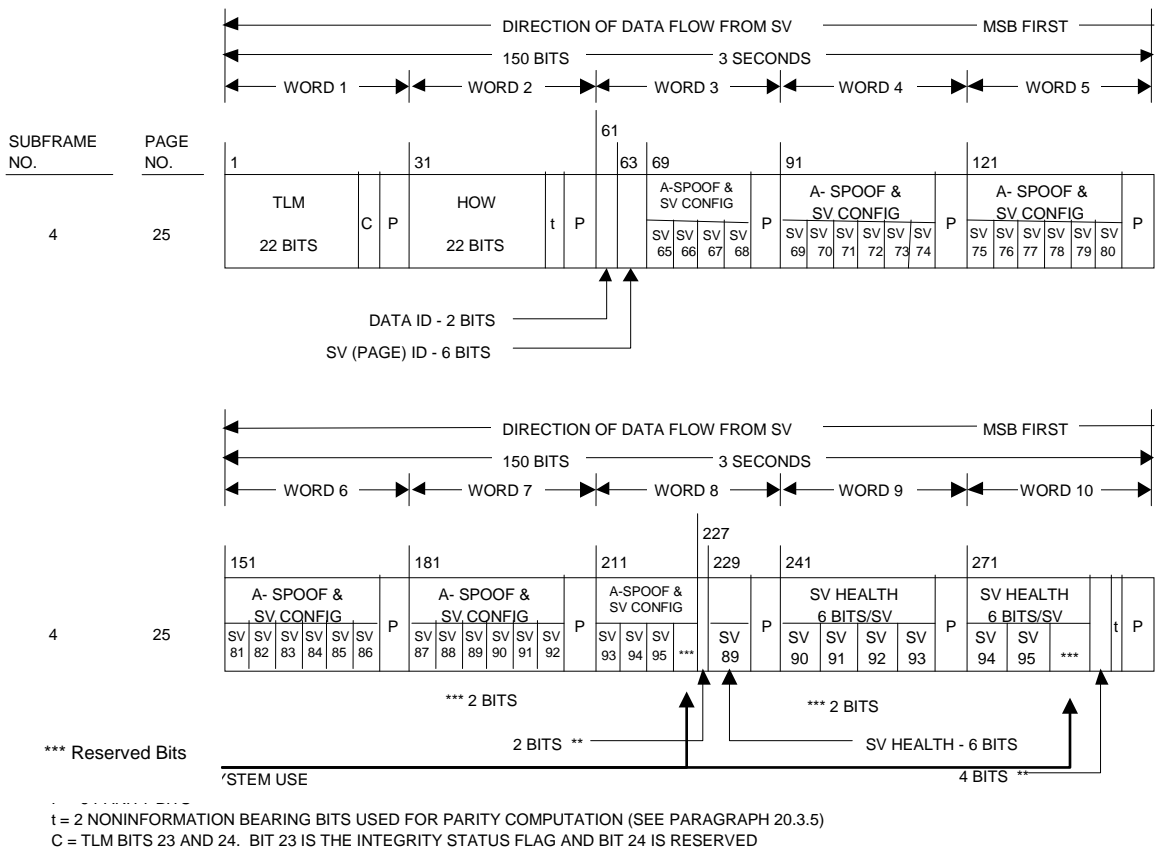 DIRECTION OF DATA FLOW FROM SV MSB FIRST
150 BITS 3 SECONDS
WORD 1 WORD 2 WORD 3 WORD 4 WORD 5
SUBFRAME NO. PAGE NO.
1 31 61 63 69 91 121
4 25
TLM 22 BITS C P
HOW 22 BITS t P
A-SPOOF & SV CONFIG
SV 65 SV 66 SV 67 SV 68 P
A- SPOOF & SV CONFIG
SV 69 SV 70 SV 71 SV 72 SV 73 SV 74 P
A- SPOOF & SV CONFIG
SV 75 SV 76 SV 77 SV 78 SV 79 SV 80 P
DATA ID - 2 BITS
SV (PAGE) ID - 6 BITS
DIRECTION OF DATA FLOW FROM SV MSB FIRST
150 BITS 3 SECONDS
WORD 6 WORD 7 WORD 8 WORD 9 WORD 10
151 181 211 227 229 241 271
4 25
A- SPOOF & SV CONFIG
SV 81 SV 82 SV 83 SV 84 SV 85 SV 86 P
A- SPOOF & SV CONFIG
SV 87 SV 88 SV 89 SV 90 SV 91 SV 92 P
A-SPOOF & SV CONFIG
SV 93 SV 94 SV 95 ***
SV 89 P
SV HEALTH 6 BITS/SV
SV 90 SV 91 SV 92 SV 93 P
SV HEALTH 6 BITS/SV
SV 94 SV 95 *** t P
*** 2 BITS *** 2 BITS
2 BITS ** SV HEALTH - 6 BITS
*** Reserved Bits
YSTEM USE 4 BITS **
t = 2 NONINFORMATION BEARING BITS USED FOR PARITY COMPUTATION (SEE PARAGRAPH 20.3.5)
C = TLM BITS 23 AND 24. BIT 23 IS THE INTEGRITY STATUS FLAG AND BIT 24 IS RESERVED